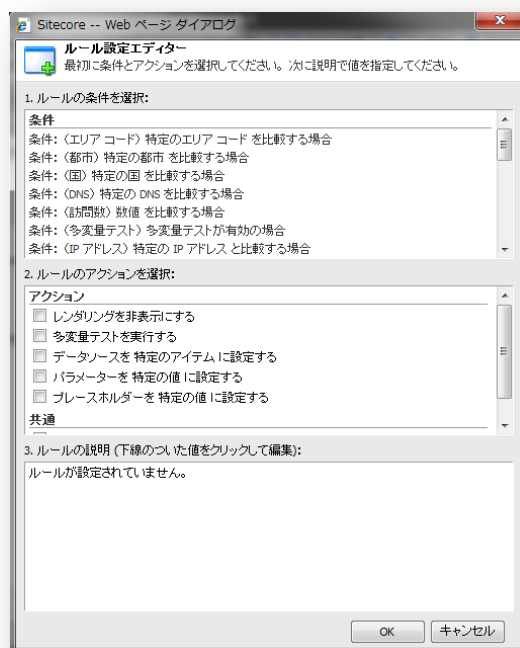 Sitecore -- Web ページ ダイアログ
ルール設定エディター
最初に条件とアクションを選択してください。次に説明で値を指定してください。
1. ルールの条件を選択:
条件
条件: (エリア コード) 特定のエリア コード を比較する場合
条件: (都市) 特定の都市 を比較する場合
条件: (国) 特定の国 を比較する場合
条件: (DNS) 特定の DNS を比較する場合
条件: (訪問数) 数値 を比較する場合
条件: (多変量テスト) 多変量テストが有効の場合
条件: (IP アドレス) 特定の IP アドレス と比較する場合
2. ルールのアクションを選択:
アクション
レンダリングを非表示にする
多変量テストを実行する
データソースを 特定のアイテム に設定する
パラメーターを 特定の値 に設定する
プレースホルダーを 特定の値 に設定する
共通
3. ルールの説明 (下線のついた値をクリックして編集):
ルールが設定されていません。
OK キャンセル